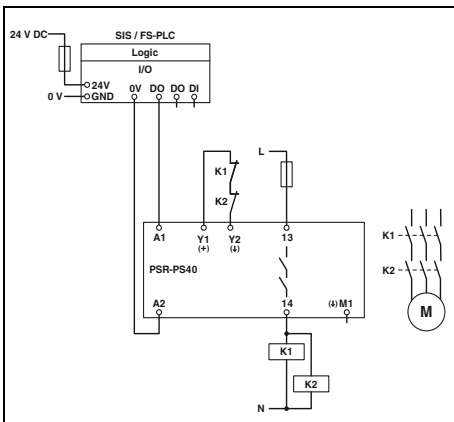 24 V DC
SIS / FS-PLC
Logic
I/O
24V
0 V GND
0V DO DO DI
L
K1
K2
A1 Y1 Y2 13
(+) (↓)
PSR-PS40
A2 14 (↓) M1
K1
K2
N
K1
K2
M